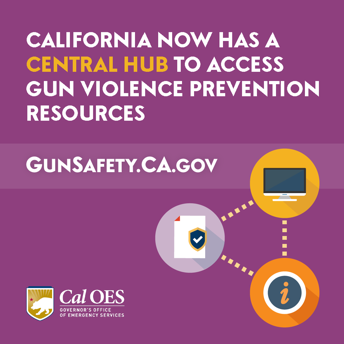 CALIFORNIA NOW HAS A
CENTRAL HUB TO ACCESS
GUN VIOLENCE PREVENTION
RESOURCES
GUNSAFETY.CA.GOV
i
Cal OES
GOVERNOR'S OFFICE
OF EMERGENCY SERVICES